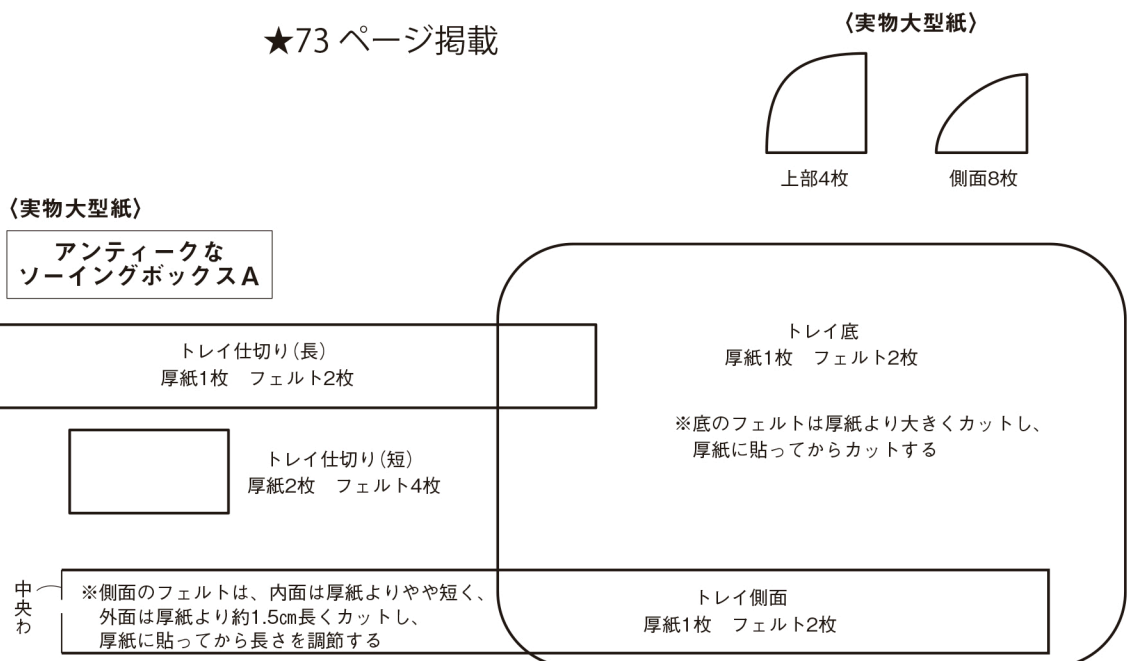 ★73 ページ掲載
〈実物大型紙〉
上部4枚
側面8枚
〈実物大型紙〉
アンティークな
ソーイングボックスA
トレイ仕切り(長)
厚紙1枚　フェルト2枚
トレイ底
厚紙1枚　フェルト2枚
※底のフェルトは厚紙より大きくカットし、
厚紙に貼ってからカットする
トレイ仕切り(短)
厚紙2枚　フェルト4枚
中央わ
※側面のフェルトは、内面は厚紙よりやや短く、
外面は厚紙より約1.5㎝長くカットし、
厚紙に貼ってから長さを調節する
トレイ側面
厚紙1枚　フェルト2枚